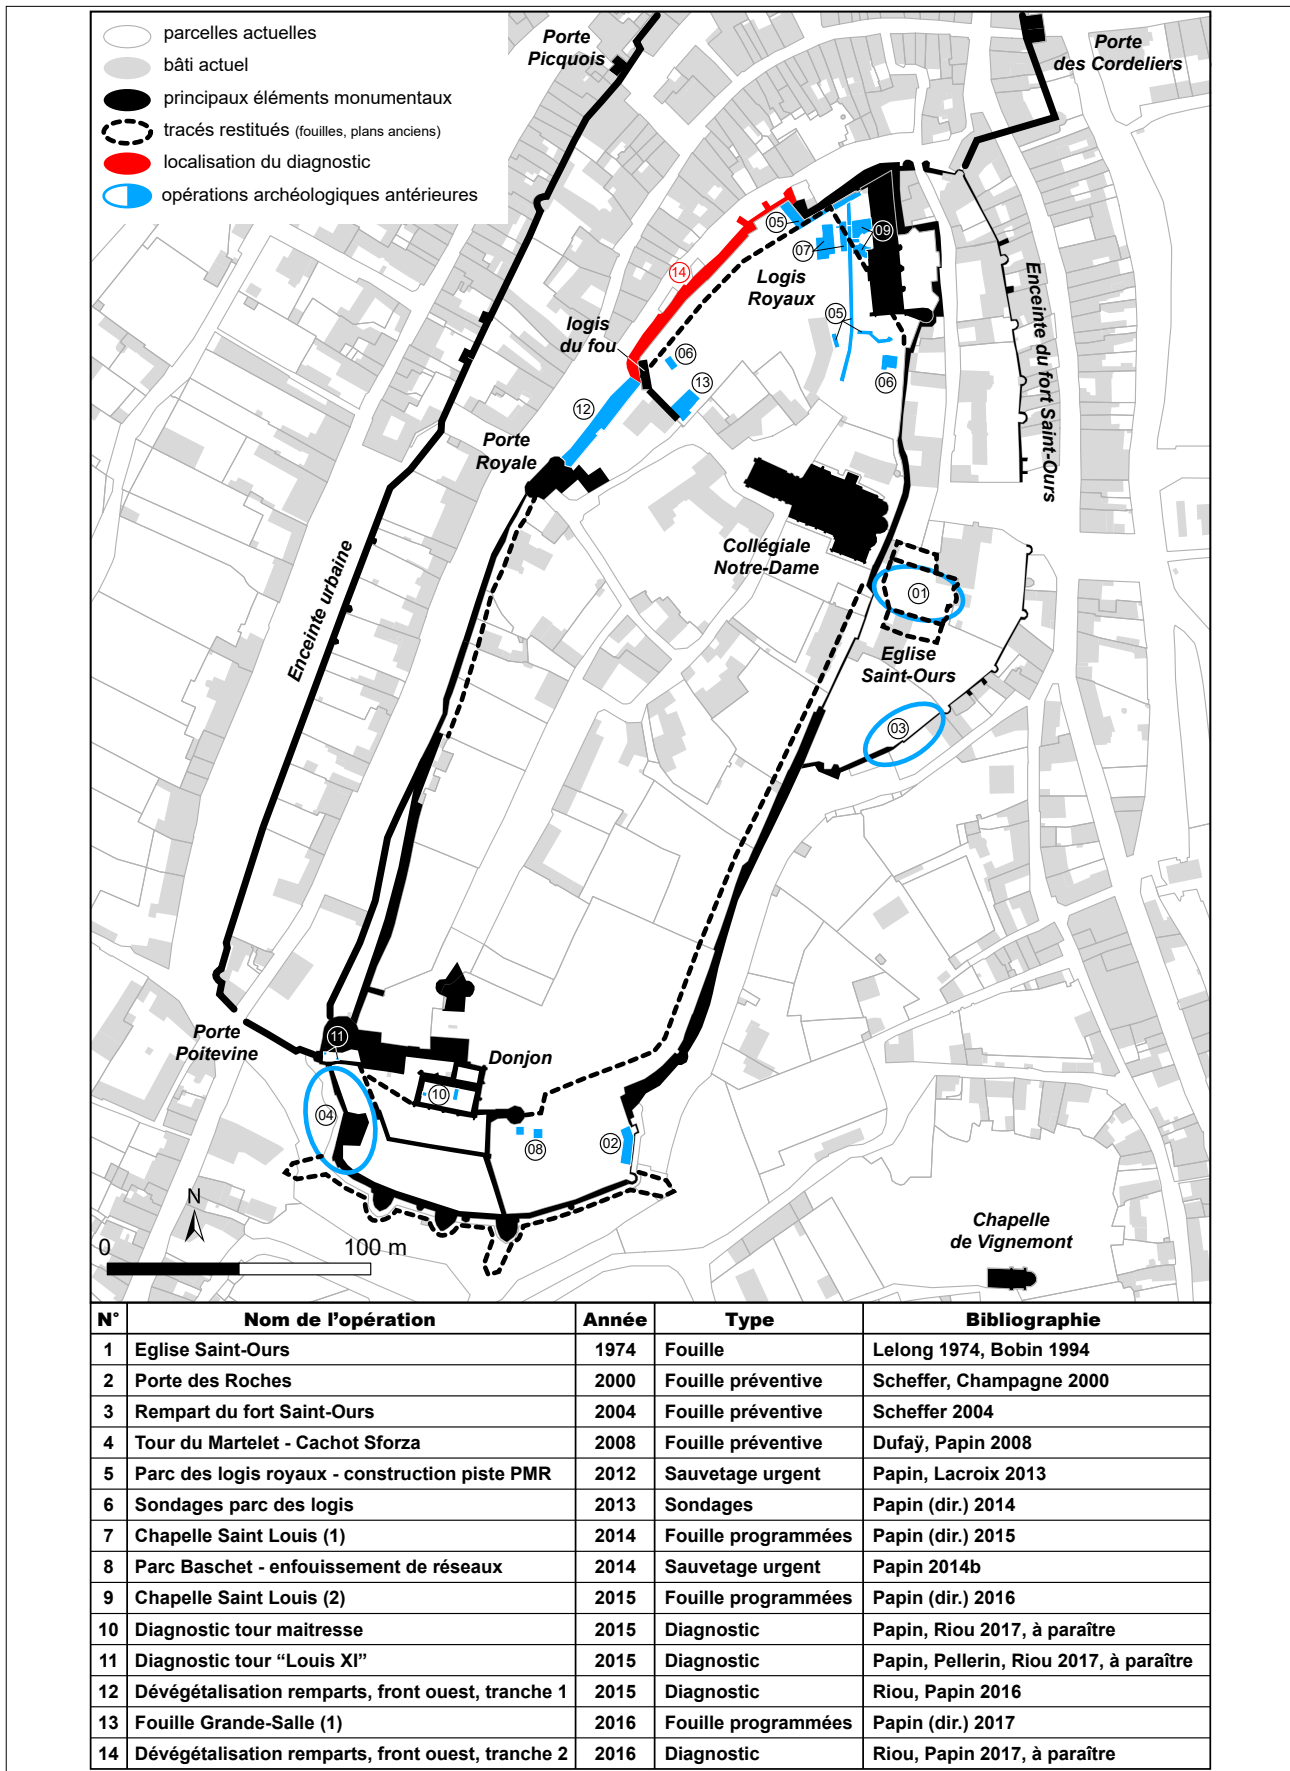 parcelles actuelles
bâti actuel
principaux éléments monumentaux
tracés restitués (fouilles, plans anciens)
localisation du diagnostic
opérations archéologiques antérieures
Porte
Picquois
Porte
des Cordeliers
05
09
07
14
Logis
Royaux
Enceinte du fort Saint-Ours
05
logis
du fou
06
06
13
12
Porte
Royale
Collégiale
Notre-Dame
Enceinte urbaine
01
Eglise
Saint-Ours
03
Porte
Poitevine
11
Donjon
10
04
08
02
N
0 100 m
Chapelle
de Vignemont
N° Nom de l'opération Année Type Bibliographie
1 Eglise Saint-Ours 1974 Fouille Lelong 1974, Bobin 1994
2 Porte des Roches 2000 Fouille préventive Scheffer, Champagne 2000
3 Rempart du fort Saint-Ours 2004 Fouille préventive Scheffer 2004
4 Tour du Martelet - Cachot Sforza 2008 Fouille préventive Dufaÿ, Papin 2008
5 Parc des logis royaux - construction piste PMR 2012 Sauvetage urgent Papin, Lacroix 2013
6 Sondages parc des logis 2013 Sondages Papin (dir.) 2014
7 Chapelle Saint Louis (1) 2014 Fouille programmées Papin (dir.) 2015
8 Parc Baschet - enfouissement de réseaux 2014 Sauvetage urgent Papin 2014b
9 Chapelle Saint Louis (2) 2015 Fouille programmées Papin (dir.) 2016
10 Diagnostic tour maitresse 2015 Diagnostic Papin, Riou 2017, à paraître
11 Diagnostic tour “Louis XI” 2015 Diagnostic Papin, Pellerin, Riou 2017, à paraître
12 Dévégétalisation remparts, front ouest, tranche 1 2015 Diagnostic Riou, Papin 2016
13 Fouille Grande-Salle (1) 2016 Fouille programmées Papin (dir.) 2017
14 Dévégétalisation remparts, front ouest, tranche 2 2016 Diagnostic Riou, Papin 2017, à paraître